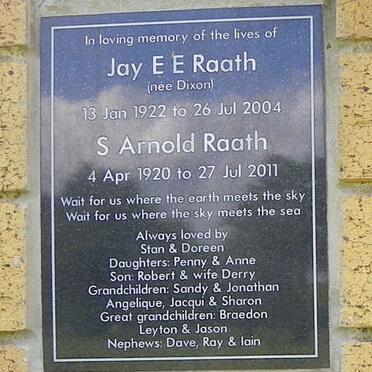 In loving memory of the lives of
Jay E E Raath
(nee Dixon)
13 Jan 1922 to 26 Jul 2004
S Arnold Raath
4 Apr 1920 to 27 Jul 2011
Wait for us where the earth meets the sky
Wait for us where the sky meets the sea
Always loved by
Stan & Doreen
Daughters: Penny & Anne
Son: Robert & wife Derry
Grandchildren: Sandy & Jonathan
Angelique, Jacqui & Sharon
Great grandchildren: Braedon
Leyton & Jason
Nephews: Dave, Ray & Iain